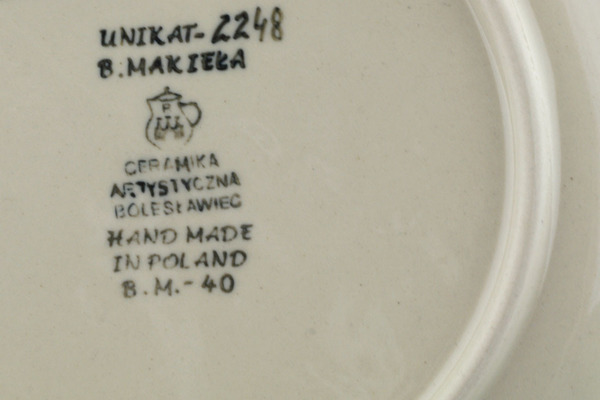 UNIKAT-2248
B. MAKIEŁA
R
CERAMIKA
ARTYSTYCZNA
BOLESŁAWIEC
HAND MADE
IN POLAND
B.M.-40